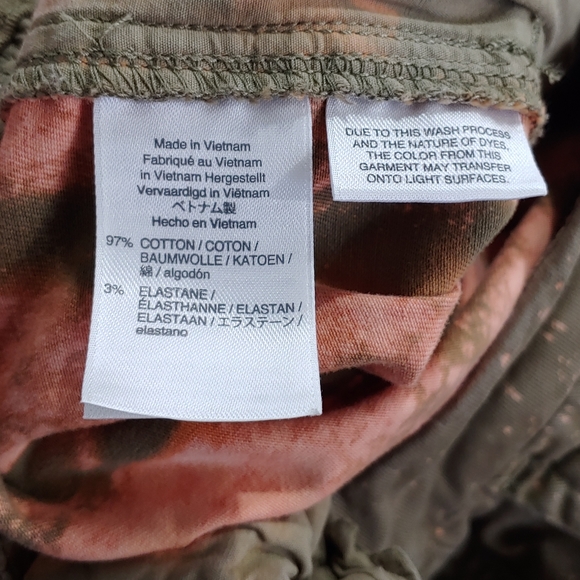 Made in Vietnam
Fabriqué au Vietnam
in Vietnam Hergesteilt
Vervaardigd in Viêtnam
ベトナム製
Hecho en Vietnam
97% COTTON / COTON /
BAUMWOLLE / KATOEN /
綿 / algodón
3% ELASTANE /
ÉLASTHANNE / ELASTAN /
ELASTAAN / エラステーン /
elastano
DUE TO THIS WASH PROCESS
AND THE NATURE OF DYES,
THE COLOR FROM THIS
GARMENT MAY TRANSFER
ONTO LIGHT SURFACES.